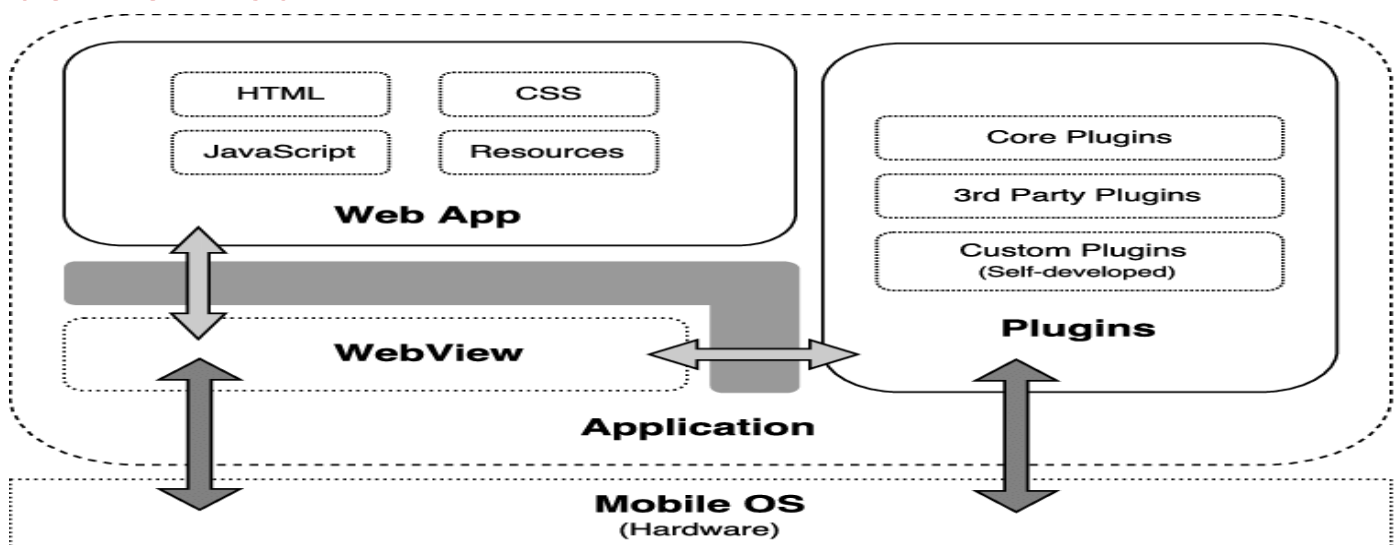 HTML
CSS
JavaScript
Resources
Web App
Core Plugins
3rd Party Plugins
Custom Plugins
(Self-developed)
Plugins
WebView
Application
Mobile OS
(Hardware)